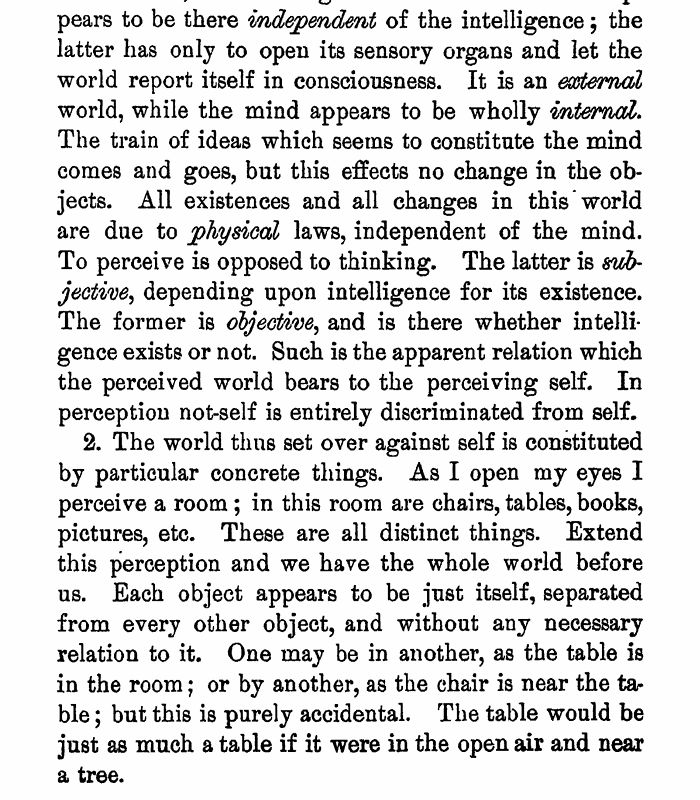 pears to be there independent of the intelligence; the
latter has only to open its sensory organs and let the
world report itself in consciousness. It is an external
world, while the mind appears to be wholly internal.
The train of ideas which seems to constitute the mind
comes and goes, but this effects no change in the ob-
jects. All existences and all changes in this world
are due to physical laws, independent of the mind.
To perceive is opposed to thinking. The latter is sub-
jective, depending upon intelligence for its existence.
The former is objective, and is there whether intelli-
gence exists or not. Such is the apparent relation which
the perceived world bears to the perceiving self. In
perception not-self is entirely discriminated from self.
2. The world thus set over against self is constituted
by particular concrete things. As I open my eyes I
perceive a room; in this room are chairs, tables, books,
pictures, etc. These are all distinct things. Extend
this perception and we have the whole world before
us. Each object appears to be just itself, separated
from every other object, and without any necessary
relation to it. One may be in another, as the table is
in the room; or by another, as the chair is near the ta-
ble; but this is purely accidental. The table would be
just as much a table if it were in the open air and near
a tree.